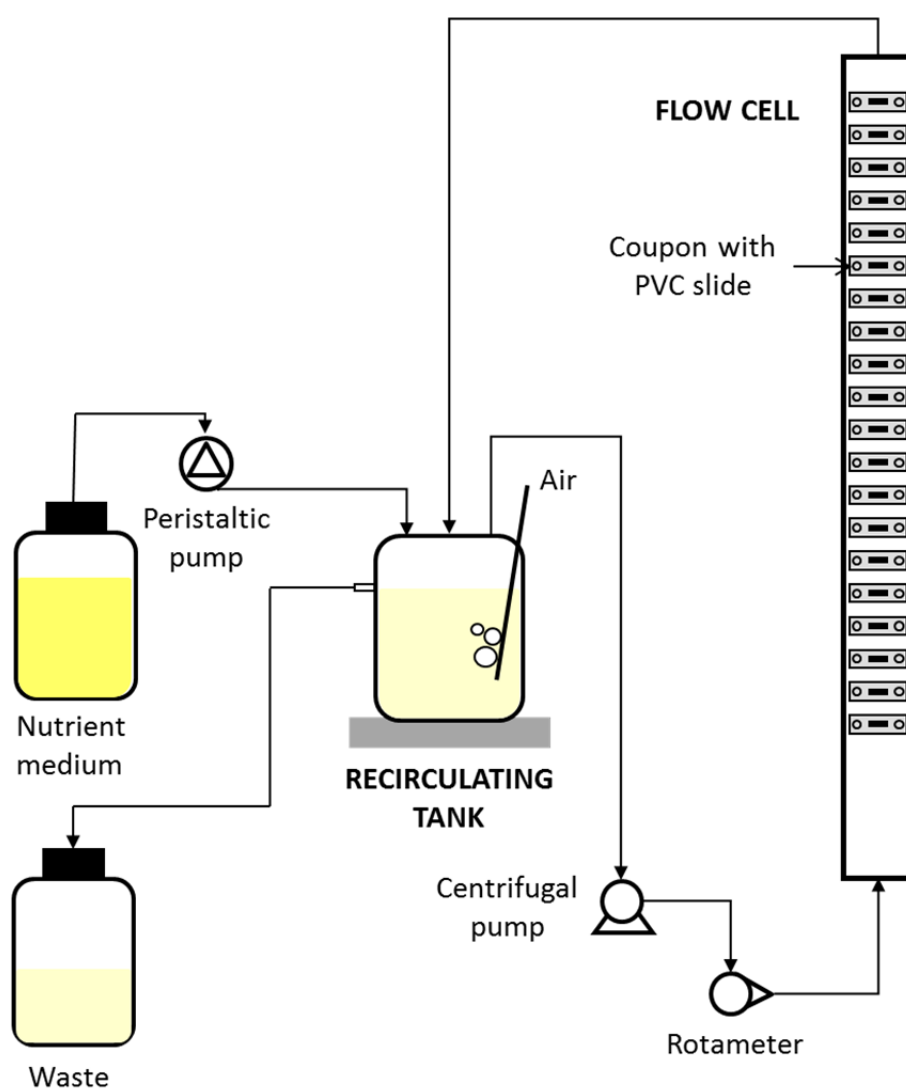 FLOW CELL
Coupon with
PVC slide
Air
Peristaltic
pump
Nutrient
medium
RECIRCULATING
TANK
Centrifugal
pump
Rotameter
Waste